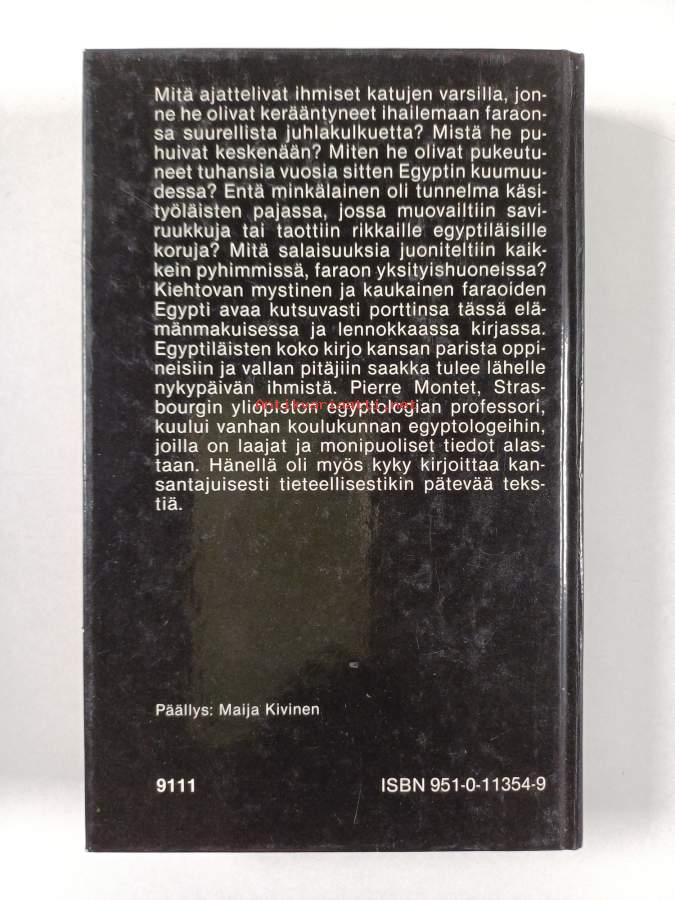 Mitä ajattelivat ihmiset katujen varsilla, jon-
ne he olivat kerääntyneet ihailemaan faraon-
sa suurellista juhlakulkuetta? Mistä he pu-
huivat keskenään? Miten he olivat pukeutu-
neet tuhansia vuosia sitten Egyptin kuumuu-
dessa? Entä minkälainen oli tunnelma käsi-
työläisten pajassa, jossa muovailtiin savi-
ruukkuja tai taottiin rikkaille egyptiläisille
koruja? Mitä salaisuuksia juoniteltiin kaik-
kein pyhimmissä, faraon yksityishuoneissa?
Kiehtovan mystinen ja kaukainen faraoiden
Egypti avaa kutsuvasti porttinsa tässä elä-
mänmakuisessa ja lennokkaassa kirjassa.
Egyptiläisten koko kirjo kansan parista oppi-
neisiin ja vallan pitäjiin saakka tulee lähelle
nykypäivän ihmistä. Pierre Montet, Stras-
bourgin yliopiston egyptologian professori,
Antikvariaatti.net
kuului vanhan koulukunnan egyptologeihin,
joilla on laajat ja monipuoliset tiedot alas-
taan. Hänellä oli myös kyky kirjoittaa kan-
santajuisesti tieteellisestikin pätevää teks-
tiä.
Päällys: Maija Kivinen
9111 ISBN 951-0-11354-9